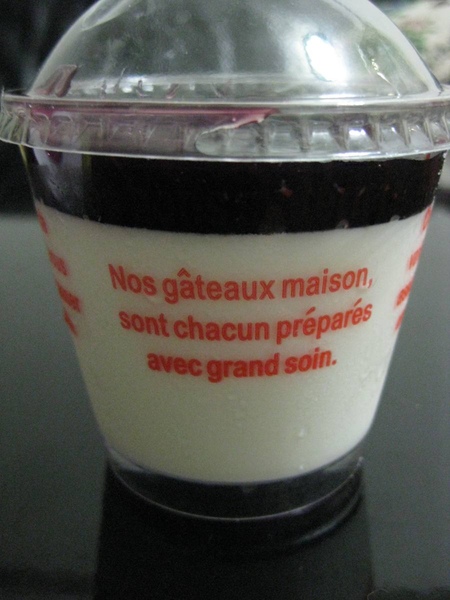 Nos gâteaux maison,
sont chacun préparés
avec grand soin.